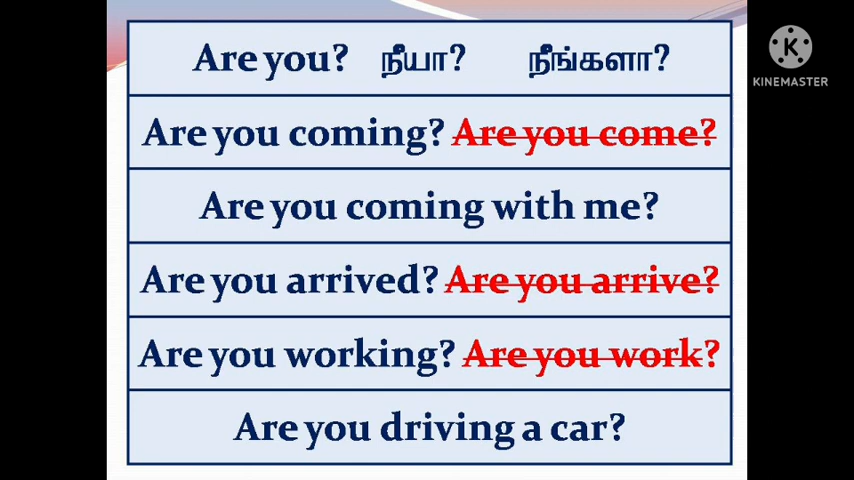 Are you? நீயா? நீங்களா?
KINEMASTER
Are you coming? Are you come?
Are you coming with me?
Are you arrived? Are you arrive?
Are you working? Are you work?
Are you driving a car?